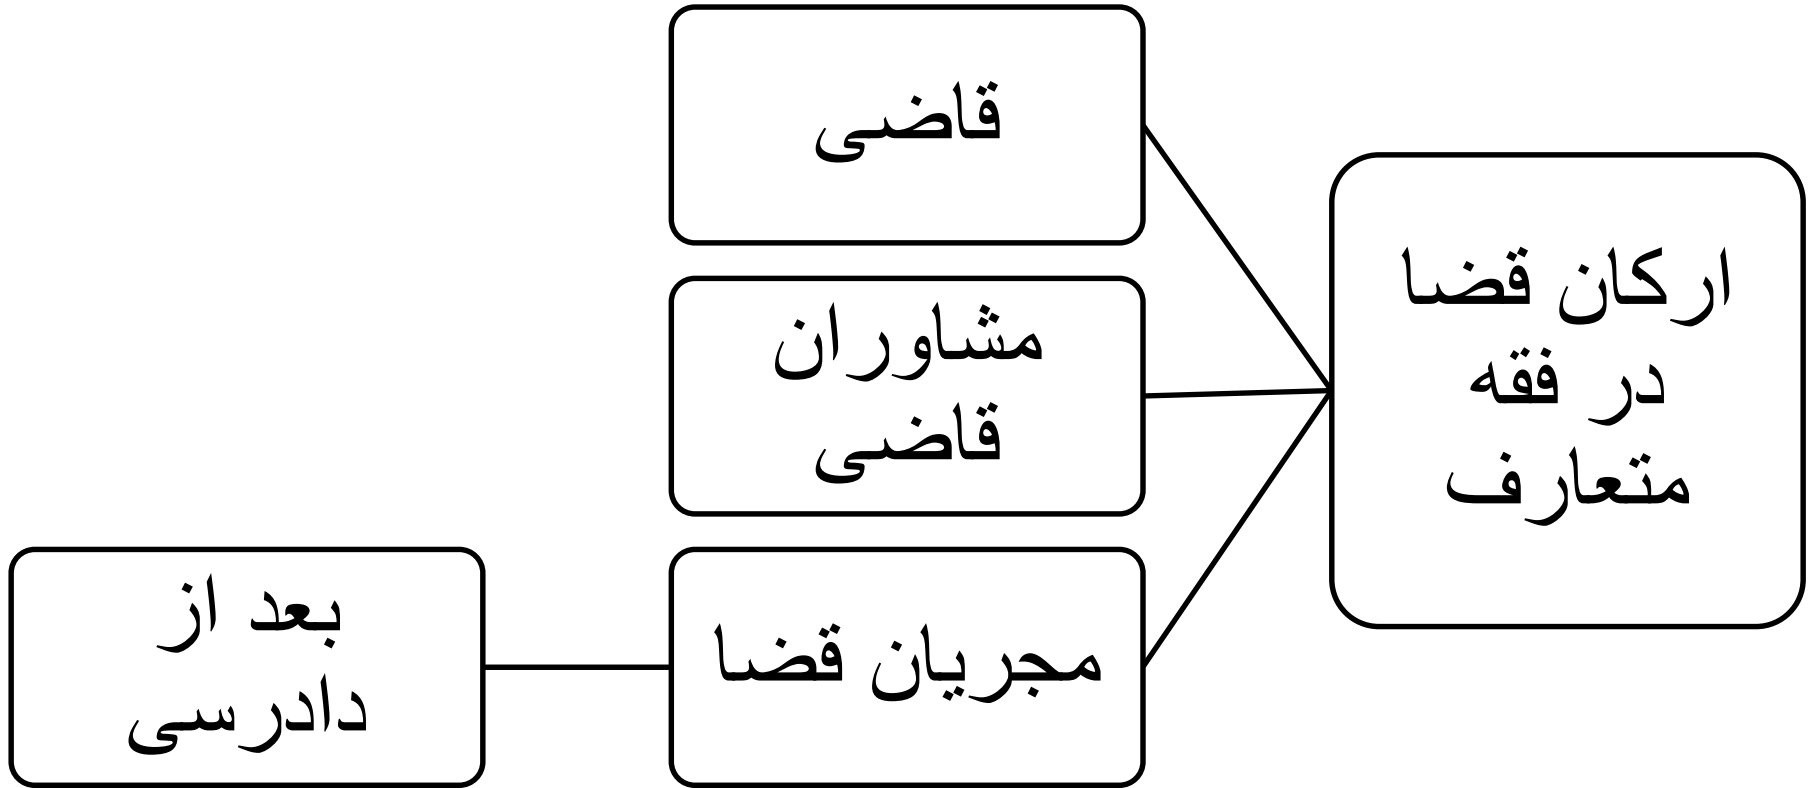 ارکان قضا
در فقه
متعارف
قاضی
مشاوران
قاضی
مجریان قضا
بعد از
دادرسی